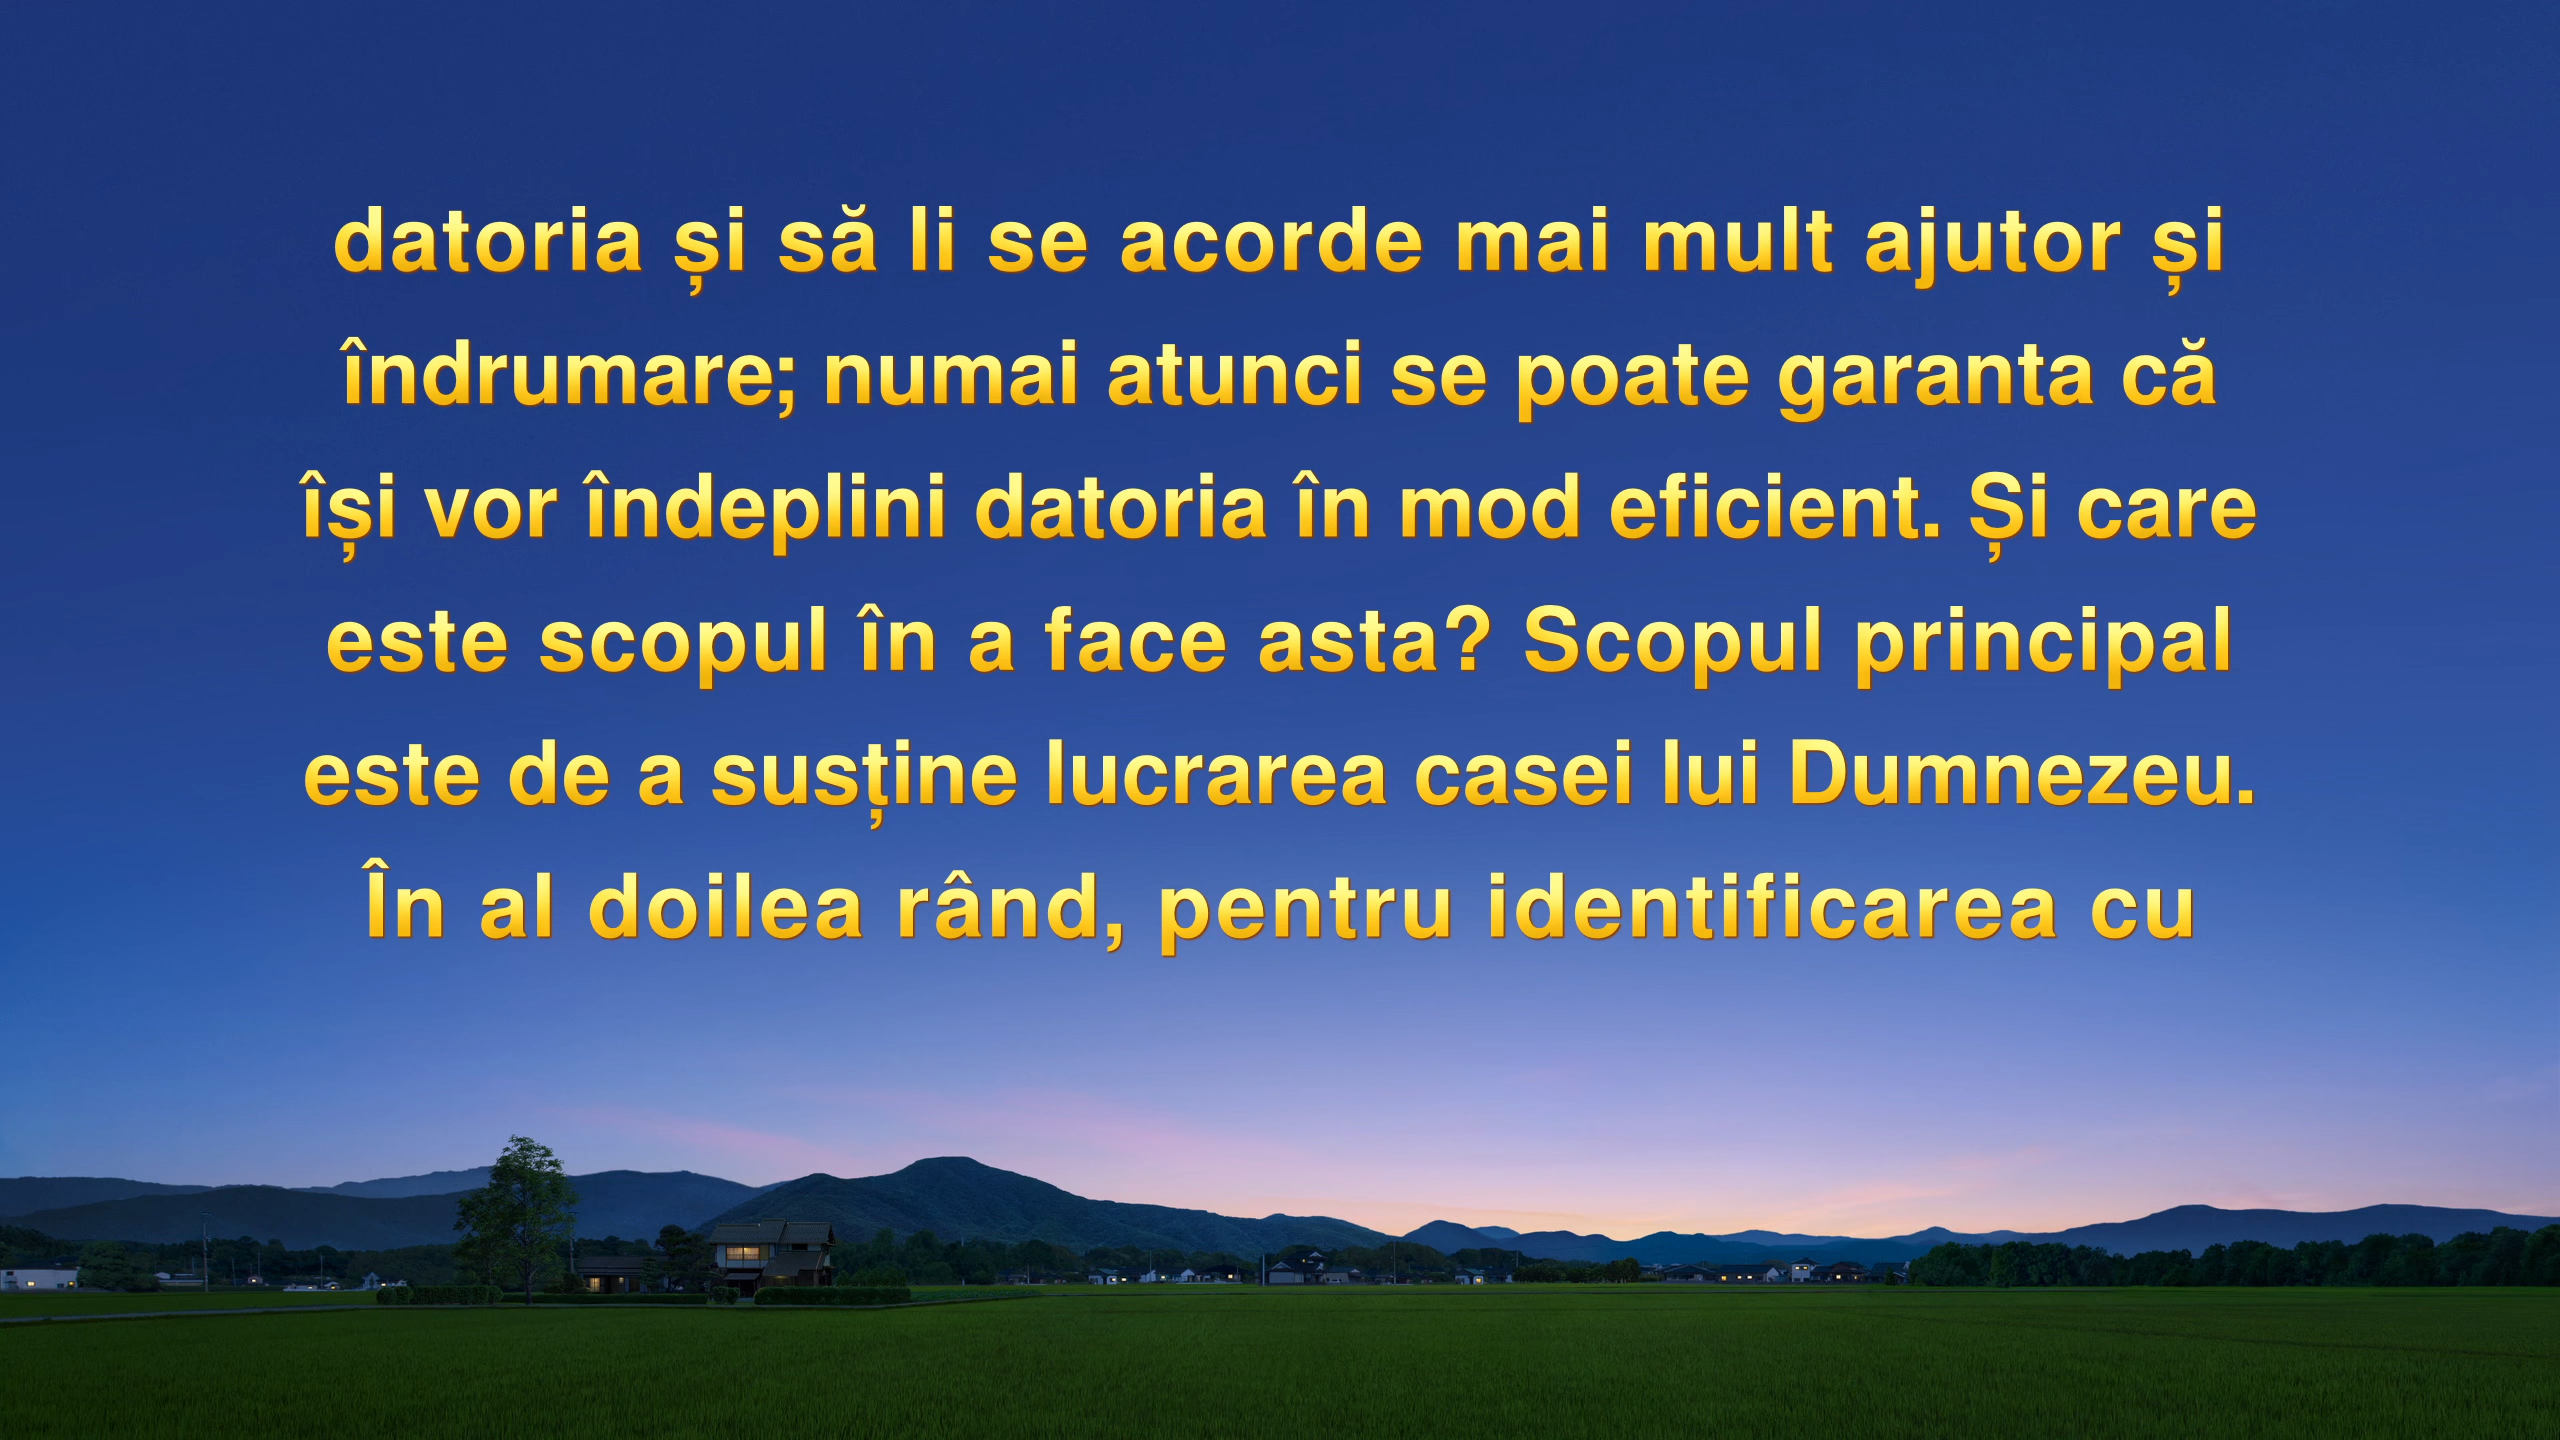 datoria și să li se acorde mai mult ajutor și
îndrumare; numai atunci se poate garanta că
își vor îndeplini datoria în mod eficient. Și care
este scopul în a face asta? Scopul principal
este de a susține lucrarea casei lui Dumnezeu.
În al doilea rând, pentru identificarea cu